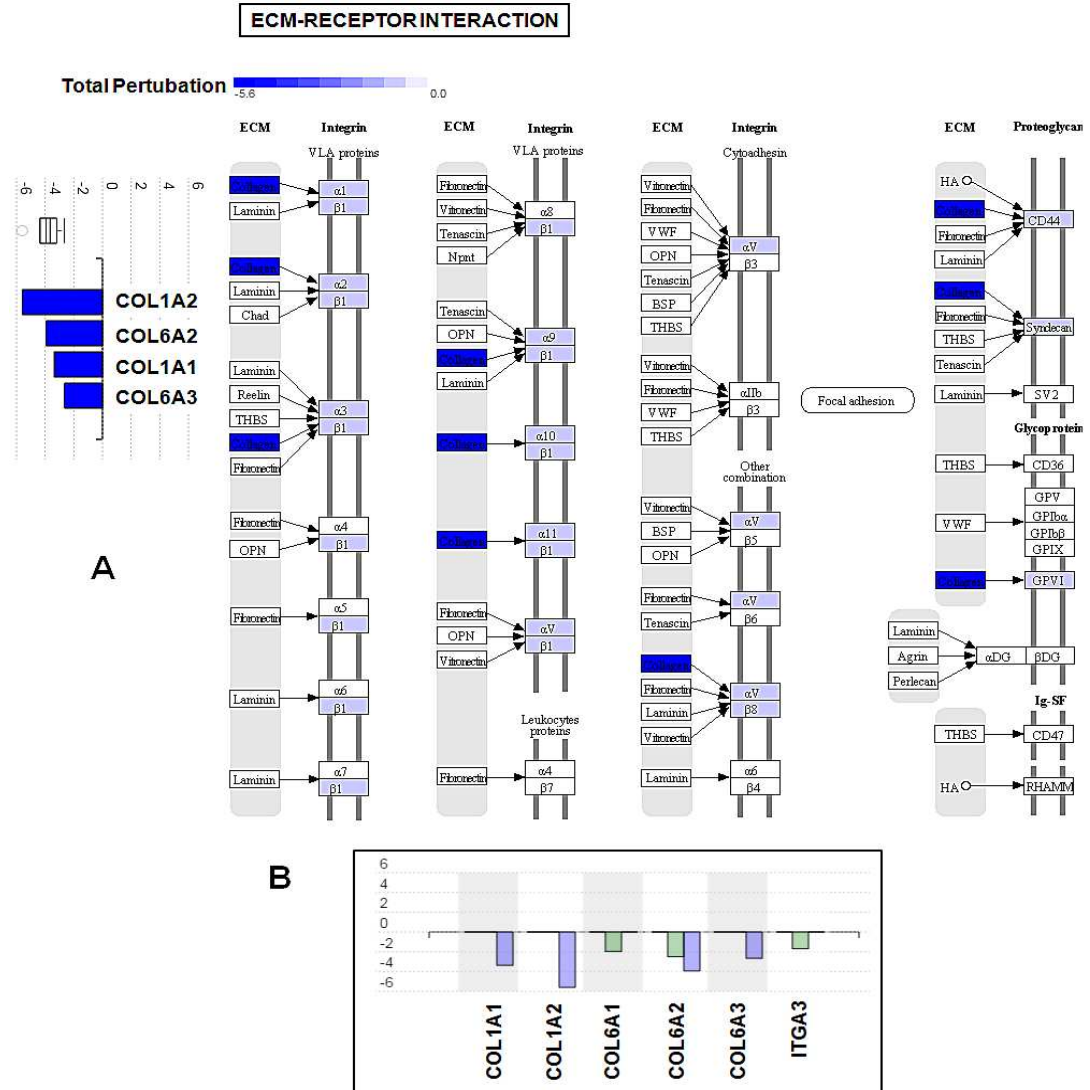 ECM-RECEPTOR INTERACTION
Total Pertubation
-5.6 0.0
ECM Integrin ECM Integrin ECM Integrin ECM Proteoglycan
VLA proteins VLA proteins Cytoadhesin
-6 -4 -2 0 2 4 6
COL1A2
COL6A2
COL1A1
COL6A3
A
Collagen
Laminin
α1
β1
Collagen
Laminin
Chad
α2
β1
Laminin
Reelin
THBS
Collagen
Fibronectin
α3
β1
Fibronectin
OPN
α4
β1
Fibronectin
α5
β1
Laminin
α6
β1
Laminin
α7
β1
Fibronectin
Vitronectin
Tenascin
Npnt
α8
β1
Tenascin
OPN
Collagen
Laminin
α9
β1
Collagen
α10
β1
Collagen
α11
β1
Fibronectin
OPN
Vitronectin
αV
β1
Leukocytes
proteins
Fibronectin
α4
β7
Vitronectin
Fibronectin
VWF
OPN
Tenascin
BSP
THBS
αV
β3
Vitronectin
Fibronectin
VWF
THBS
αIIb
β3
Other
combination
Vitronectin
BSP
OPN
αV
β5
Fibronectin
Tenascin
αV
β6
Collagen
Fibronectin
Laminin
Vitronectin
αV
β8
Laminin
α6
β4
Focal adhesion
HA
Collagen
Fibronectin
Laminin
CD44
Collagen
Fibronectin
THBS
Tenascin
Syndecan
Laminin
SV2
Glycoprotein
THBS
CD36
VWF
GPV
GPIbα
GPIbβ
GPIX
Collagen
GPVI
Laminin
Agrin
Perlecan
αDG βDG
Ig-SF
THBS
CD47
HA
RHAMM
B
6
4
2
0
-2
-4
-6
COL1A1
COL1A2
COL6A1
COL6A2
COL6A3
ITGA3